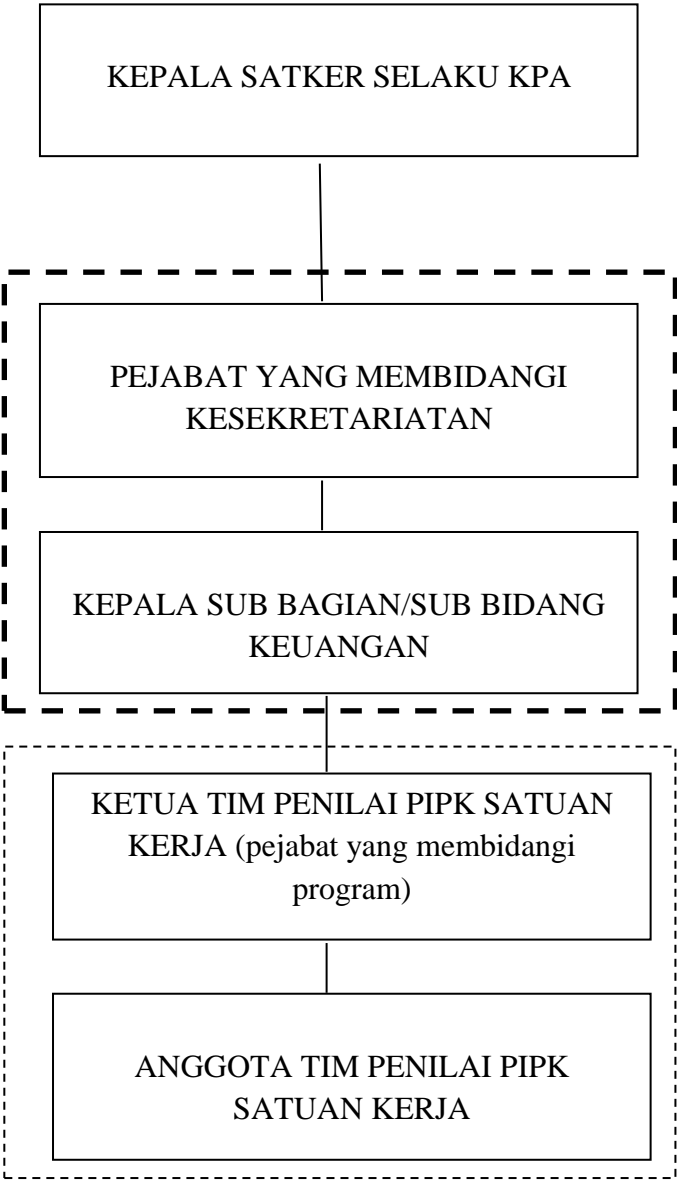 KEPALA SATKER SELAKU KPA
PEJABAT YANG MEMBIDANGI
KESEKRETARIATAN
KEPALA SUB BAGIAN/SUB BIDANG
KEUANGAN
KETUA TIM PENILAI PIPK SATUAN
KERJA (pejabat yang membidangi
program)
ANGGOTA TIM PENILAI PIPK
SATUAN KERJA